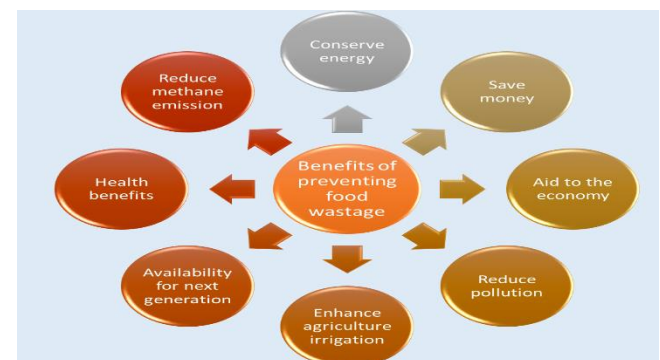 Conserve
energy
Save
money
Aid to the
economy
Reduce
pollution
Enhance
agriculture
irrigation
Availability
for next
generation
Health
benefits
Reduce
methane
emission
Benefits of
preventing
food
wastage